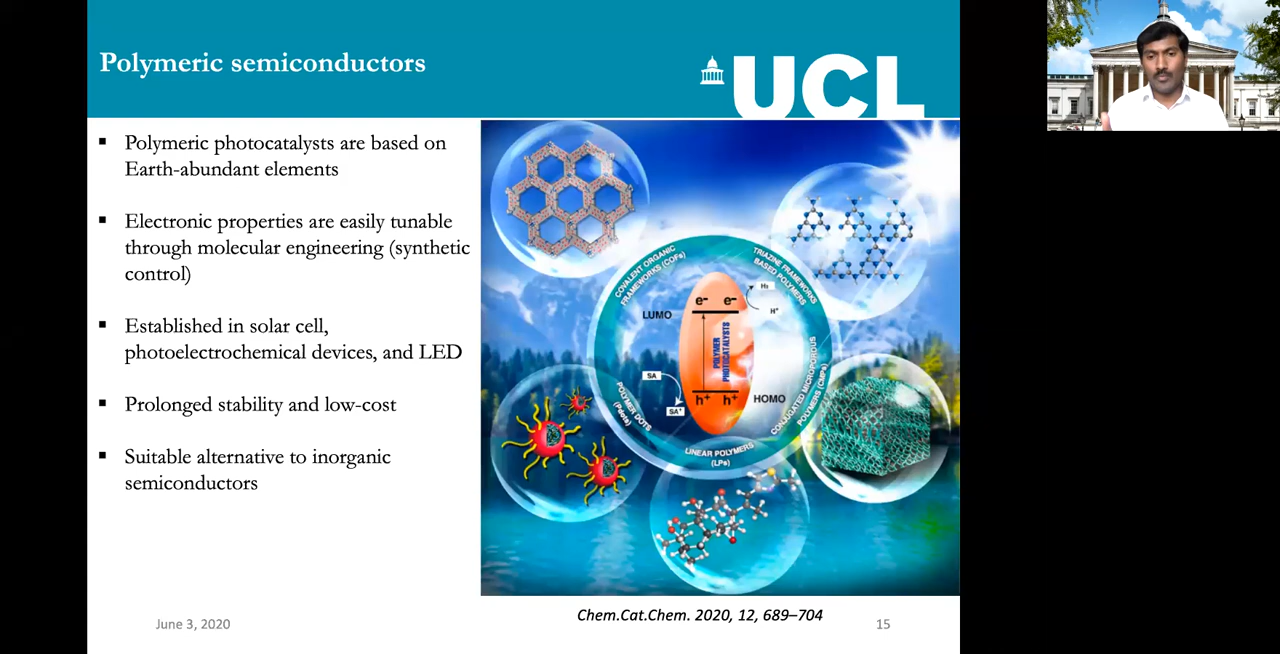 Polymeric semiconductors
UCL
▪ Polymeric photocatalysts are based on
Earth-abundant elements
▪ Electronic properties are easily tunable
through molecular engineering (synthetic
control)
▪ Established in solar cell,
photoelectrochemical devices, and LED
▪ Prolonged stability and low-cost
▪ Suitable alternative to inorganic
semiconductors
COVALENT ORGANIC
FRAMEWORKS (COFs)
TRIAZINE FRAMEWORKS
BASED POLYMERS
e- e-
H₂
H⁺
LUMO
POLYMER
PHOTOCATALYSTS
SA
SA⁺
h⁺ h⁺
HOMO
CONJUGATED MICROPOROUS
POLYMERS (CMPs)
POLYMER DOTS
(Pdots)
LINEAR POLYMERS
(LPs)
Chem.Cat.Chem. 2020, 12, 689–704
June 3, 2020
15